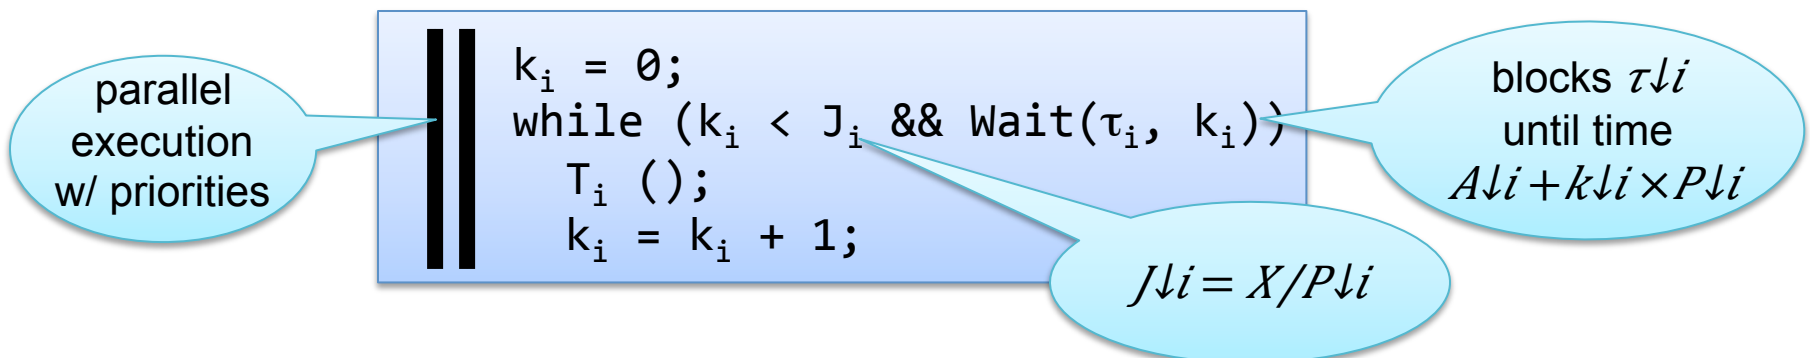 parallel
execution
w/ priorities
kᵢ = 0;
while (kᵢ < Jᵢ && Wait(τᵢ, kᵢ))
Tᵢ ();
kᵢ = kᵢ + 1;
blocks τ↓i
until time
A↓i + k↓i × P↓i
J↓i = X/P↓i